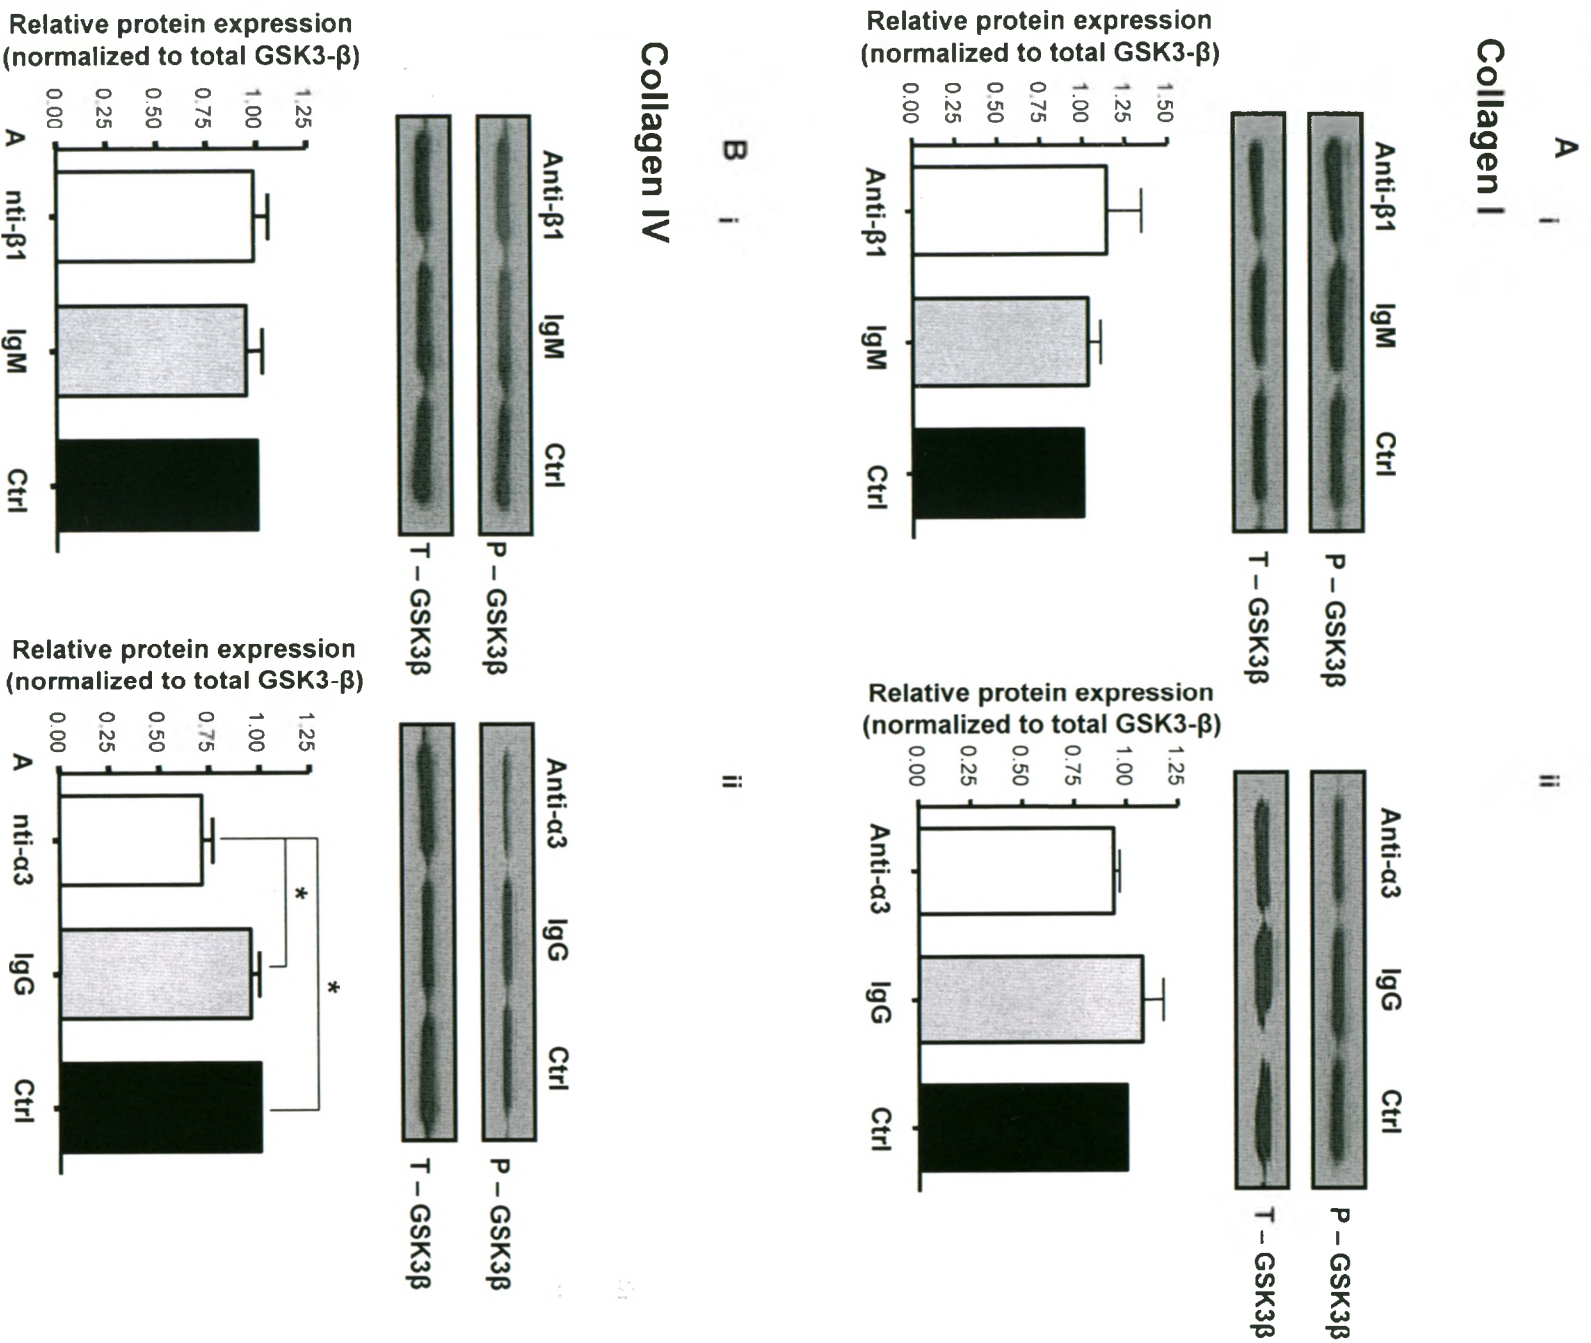 A i
Collagen I
Anti-β1 IgM Ctrl
P – GSK3β
T – GSK3β
Relative protein expression
(normalized to total GSK3-β)
1.50
1.25
1.00
0.75
0.50
0.25
0.00
Anti-β1 IgM Ctrl
ii
Anti-α3 IgG Ctrl
P – GSK3β
T – GSK3β
Relative protein expression
(normalized to total GSK3-β)
1.25
1.00
0.75
0.50
0.25
0.00
Anti-α3 IgG Ctrl
B i
Collagen IV
Anti-β1 IgM Ctrl
P – GSK3β
T – GSK3β
Relative protein expression
(normalized to total GSK3-β)
1.25
1.00
0.75
0.50
0.25
0.00
A nti-β1 IgM Ctrl
ii
Anti-α3 IgG Ctrl
P – GSK3β
T – GSK3β
Relative protein expression
(normalized to total GSK3-β)
1.25
1.00
0.75
0.50
0.25
0.00
*
*
A nti-α3 IgG Ctrl